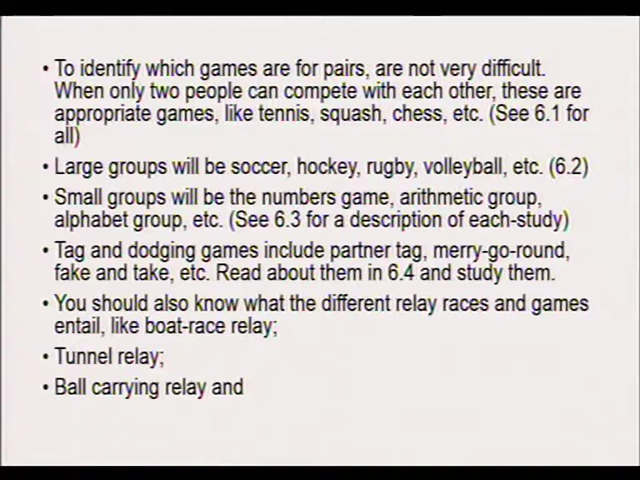 • To identify which games are for pairs, are not very difficult.
When only two people can compete with each other, these are
appropriate games, like tennis, squash, chess, etc. (See 6.1 for
all)
• Large groups will be soccer, hockey, rugby, volleyball, etc. (6.2)
• Small groups will be the numbers game, arithmetic group,
alphabet group, etc. (See 6.3 for a description of each-study)
• Tag and dodging games include partner tag, merry-go-round,
fake and take, etc. Read about them in 6.4 and study them.
• You should also know what the different relay races and games
entail, like boat-race relay;
• Tunnel relay;
• Ball carrying relay and